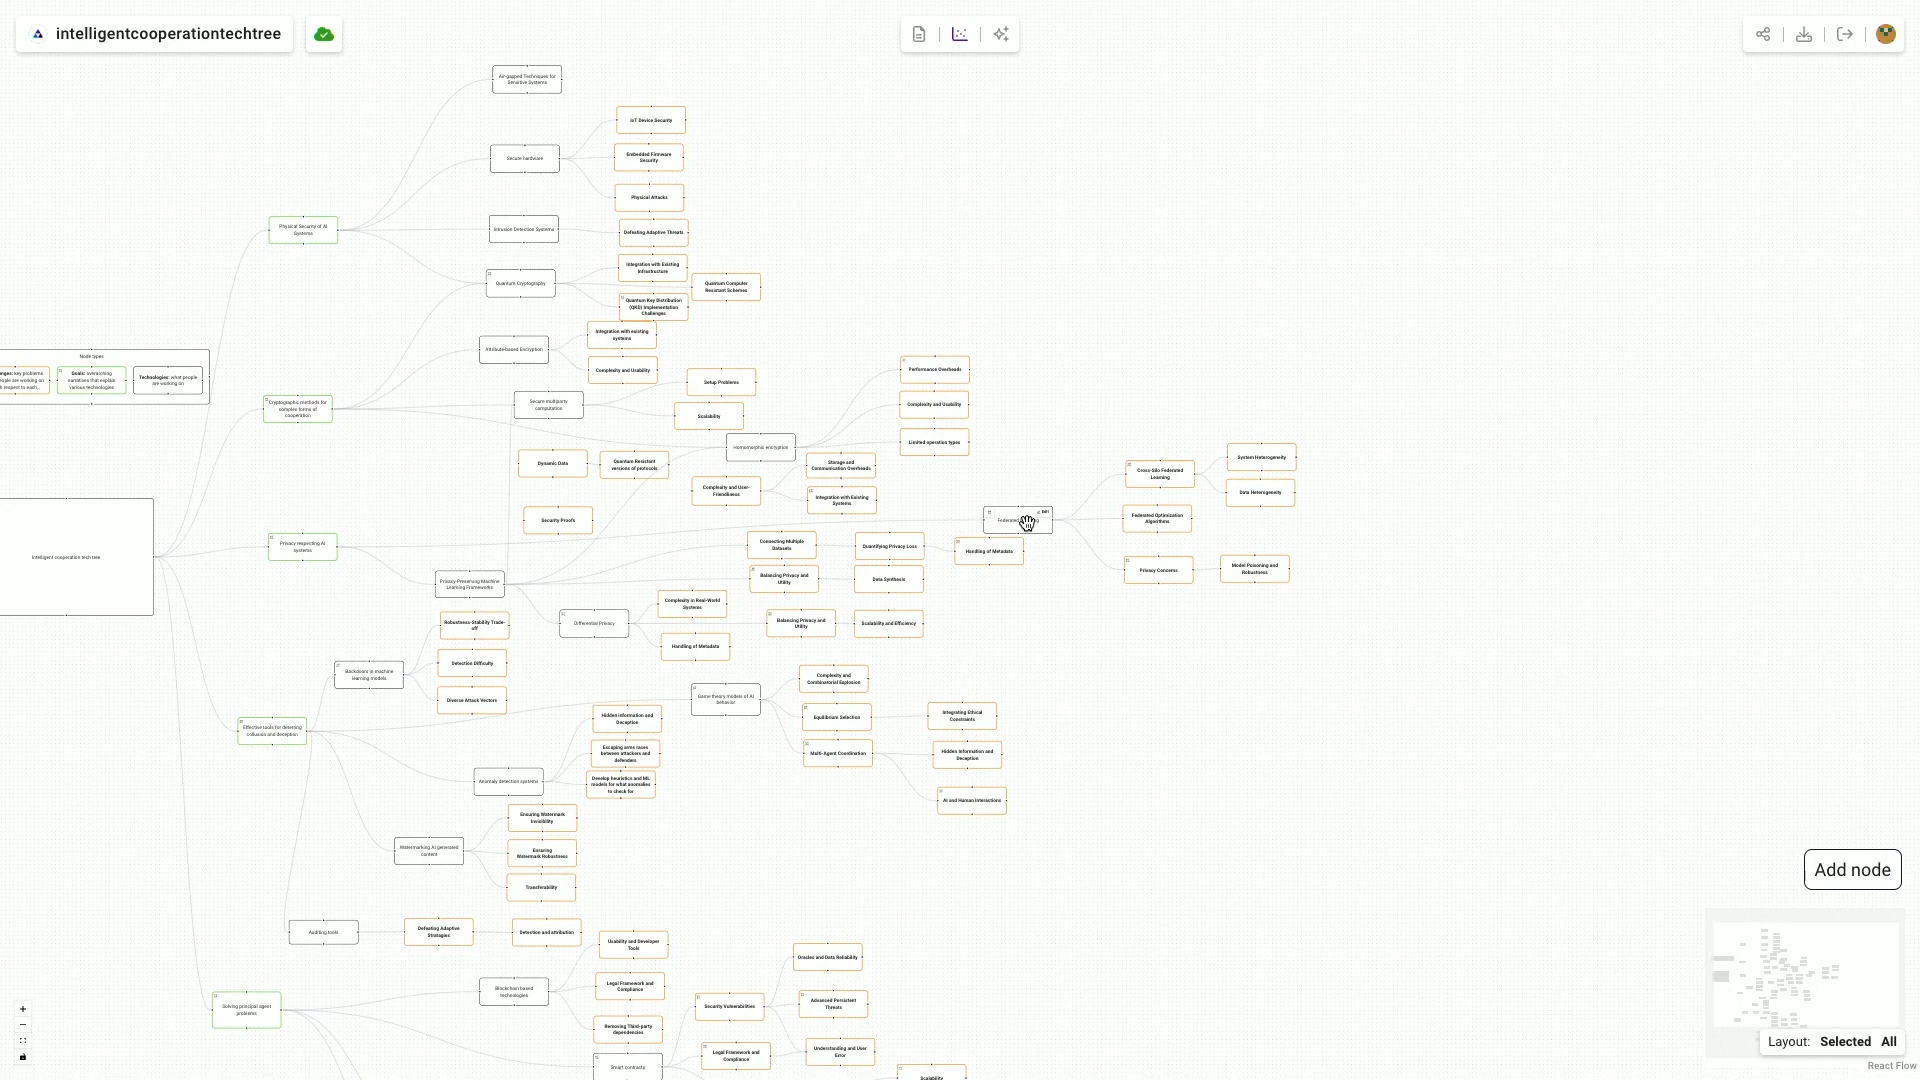 intelligentcooperationtechtree
Air-gapped Techniques for
Sensitive Systems
IoT Device Security
Secure hardware
Embedded Firmware
Security
Physical Attacks
Physical Security of AI
Systems
Intrusion Detection Systems
Defeating Adaptive Threats
Integration with Existing
Infrastructure
Quantum Cryptography
Quantum Computer
Resistant Schemes
Quantum Key Distribution
(QKD) Implementation
Challenges
Integration with existing
systems
Attribute-based Encryption
Complexity and Usability
Node types
enges: key problems
people are working on
h respect to each...
Goals: overarching
narratives that explain
various technologies
Technologies: what people
are working on
Cryptographic methods for
complex forms of
cooperation
Secure multiparty
computation
Setup Problems
Scalability
Performance Overheads
Complexity and Usability
Limited operation types
Homomorphic encryption
Dynamic Data
Quantum Resistant
versions of protocols
Storage and
Communication Overheads
Complexity and User-
Friendliness
Integration with Existing
Systems
Security Proofs
Cross-Silo Federated
Learning
System Heterogeneity
Data Heterogeneity
Edit
Federated
Federated Optimization
Algorithms
Privacy Concerns
Model Poisoning and
Robustness
Intelligent cooperation tech tree
Privacy respecting AI
systems
Connecting Multiple
Datasets
Quantifying Privacy Loss
Handling of Metadata
Privacy-Preserving Machine
Learning Frameworks
Balancing Privacy and
Utility
Data Synthesis
Complexity in Real-World
Systems
Differential Privacy
Balancing Privacy and
Utility
Scalability and Efficiency
Handling of Metadata
Robustness-Stability Trade-
off
Backdoors in machine
learning models
Detection Difficulty
Diverse Attack Vectors
Game theory models of AI
behavior
Complexity and
Combinatorial Explosion
Equilibrium Selection
Integrating Ethical
Constraints
Multi-Agent Coordination
Hidden Information and
Deception
AI and Human Interactions
Effective tools for deterring
collusion and deception
Hidden information and
Deception
Escaping arms races
between attackers and
defenders
Anomaly detection systems
Develop heuristics and ML
models for what anomalies
to check for
Ensuring Watermark
Invisibility
Watermarking AI generated
content
Ensuring
Watermark Robustness
Transferability
Auditing tools
Defeating Adaptive
Stratagies
Detection and attribution
Usability and Developer
Tools
Oracles and Data Reliability
Blockchain based
technologies
Legal Framework and
Compliance
Solving principal agent
problems
Security Vulnerabilities
Advanced Persistent
Threats
Removing Third-party
dependencies
Legal Framework and
Compliance
Understanding and User
Error
Smart contracts
Scalability
Add node
Layout: Selected All
React Flow